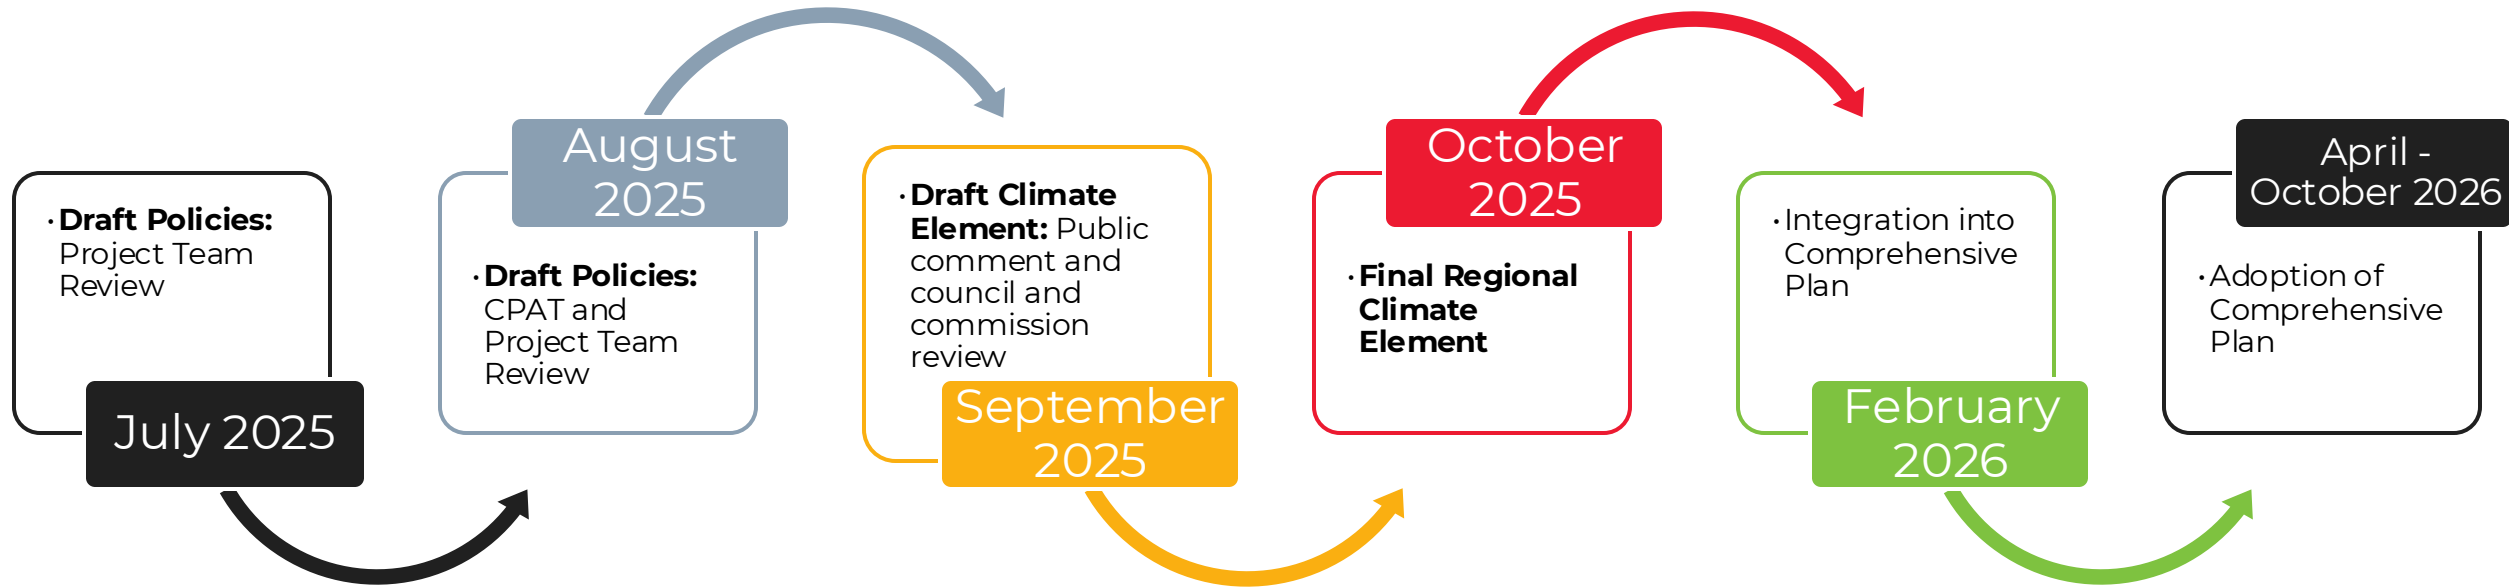 · Draft Policies:
Project Team
Review
July 2025
August
2025
· Draft Policies:
CPAT and
Project Team
Review
· Draft Climate
Element: Public
comment and
council and
commission
review
September
2025
October
2025
· Final Regional
Climate
Element
· Integration into
Comprehensive
Plan
February
2026
April -
October 2026
· Adoption of
Comprehensive
Plan